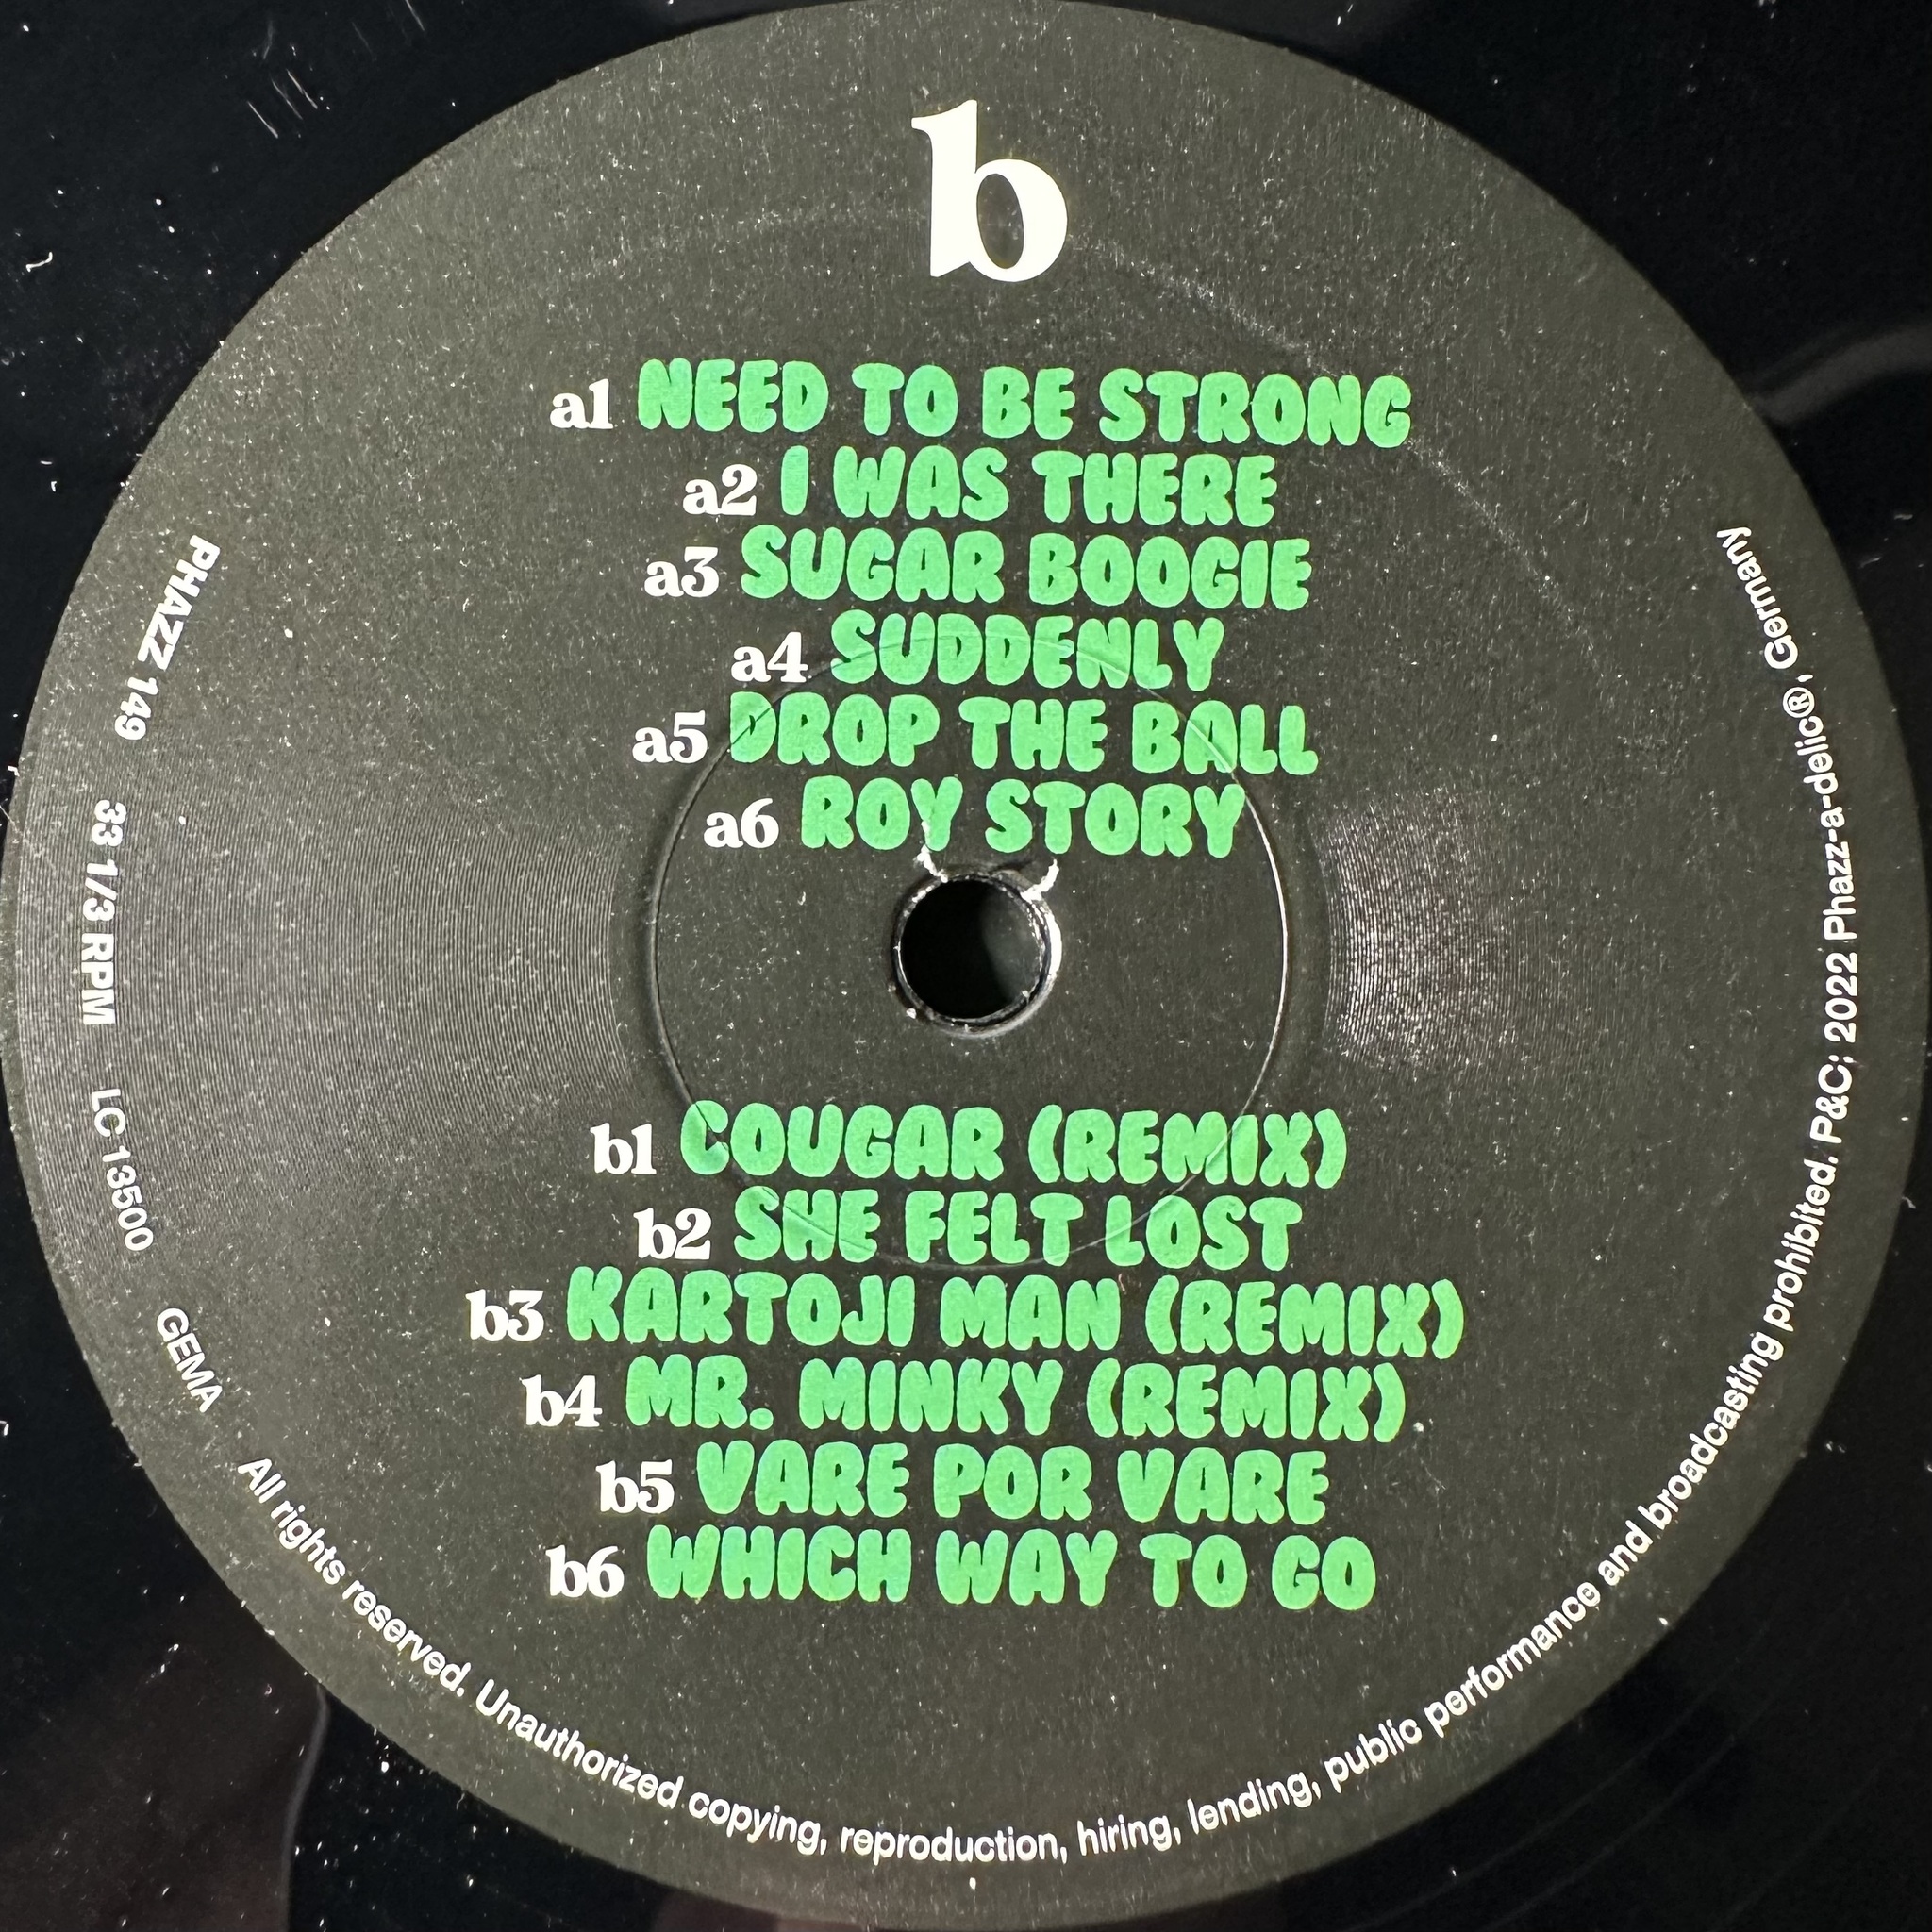 b
a1 NEED TO BE STRONG
a2 I WAS THERE
a3 SUGAR BOOGIE
a4 SUDDENLY
a5 DROP THE BALL
a6 ROY STORY
b1 COUGAR (REMIX)
b2 SHE FELT LOST
b3 KARTOJI MAN (REMIX)
b4 MR. MINKY (REMIX)
b5 VARE POR VARE
b6 WHICH WAY TO GO
PHAZZ 149 33 1/3 RPM LC 13500 GEMA All rights reserved. Unauthorized copying, reproduction, hiring, lending, public performance and broadcasting prohibited. P&C: 2022 Phazz-a-delic®, Germany